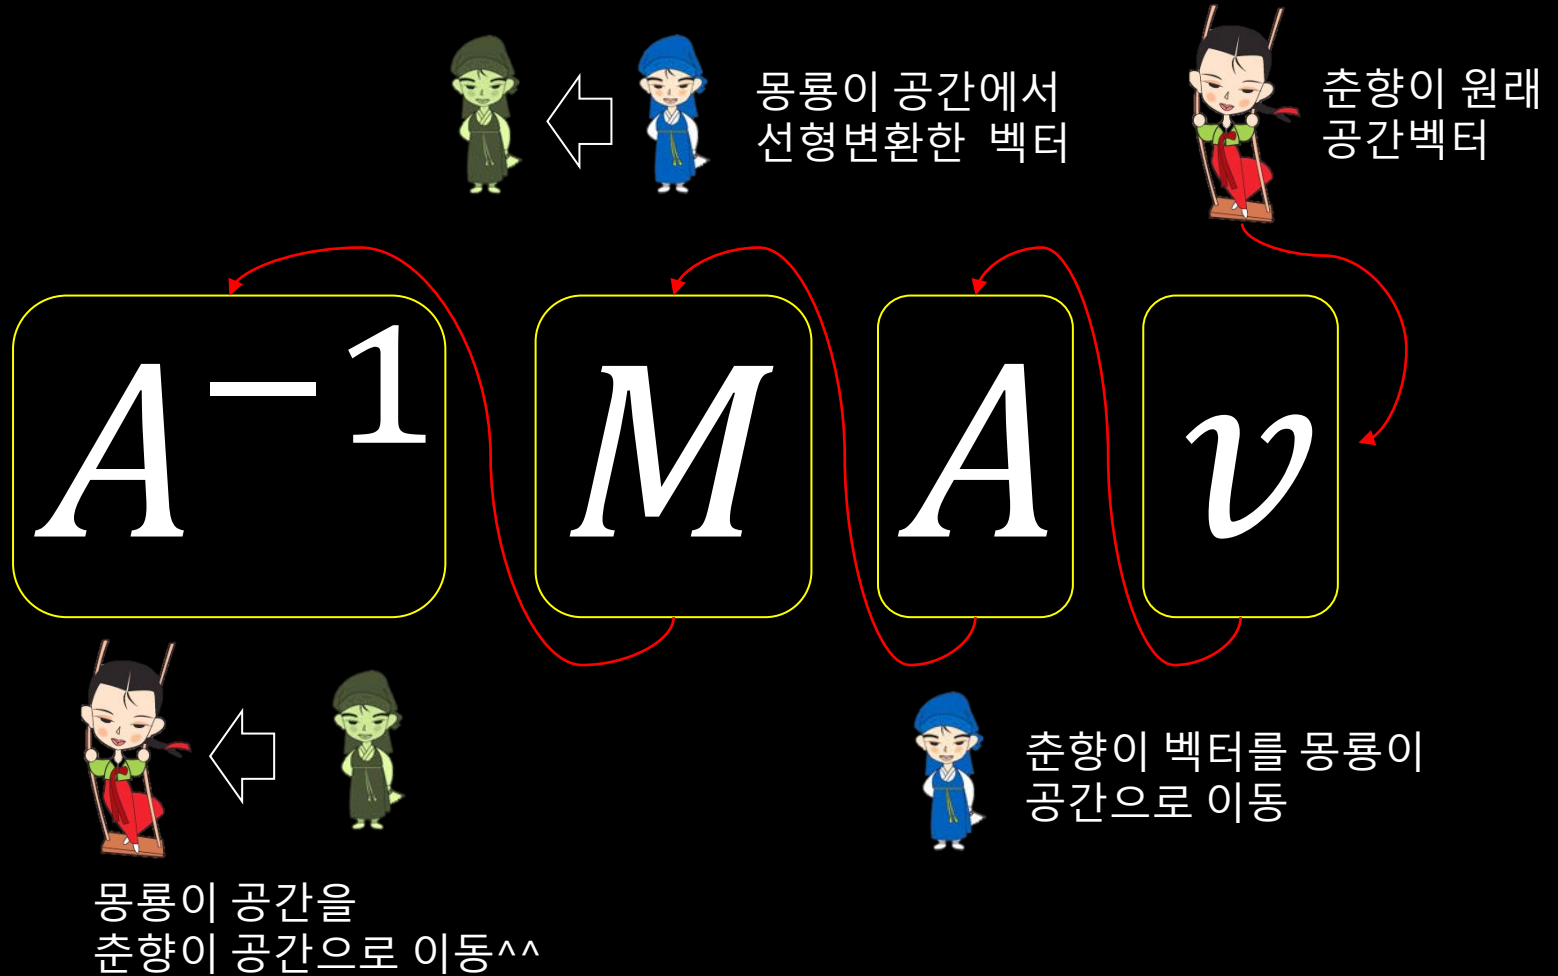 몽룡이 공간에서
선형변환한 벡터
춘향이 원래
공간벡터
A⁻¹ M A v
춘향이 벡터를 몽룡이
공간으로 이동
몽룡이 공간을
춘향이 공간으로 이동^^